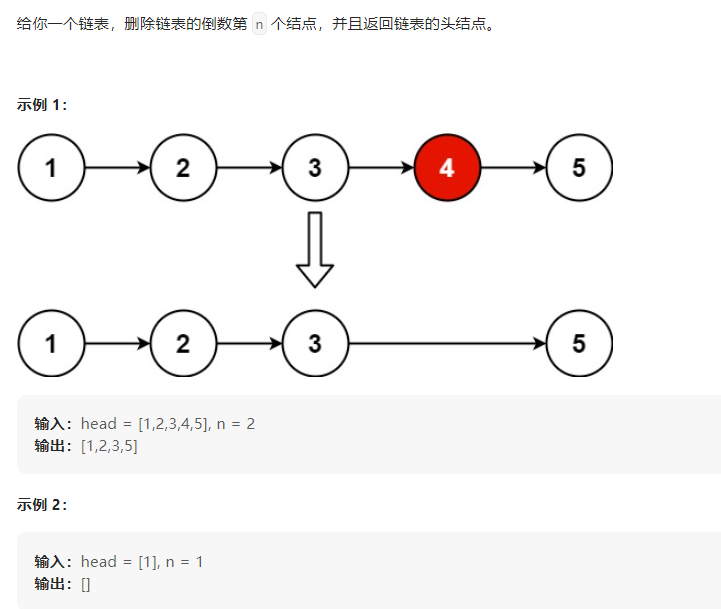 给你一个链表，删除链表的倒数第 n 个结点，并且返回链表的头结点。
示例 1：
1 2 3 4 5
1 2 3 5
输入：head = [1,2,3,4,5], n = 2
输出：[1,2,3,5]
示例 2：
输入：head = [1], n = 1
输出：[]